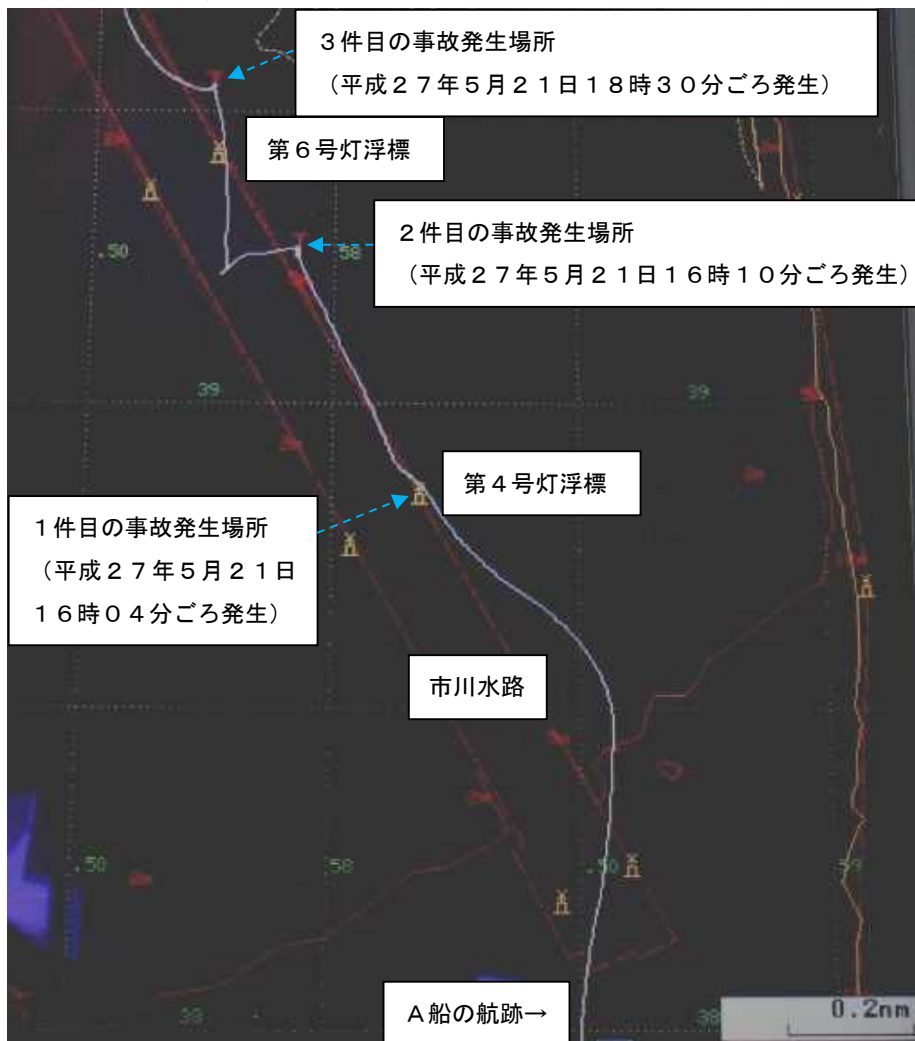 ３件目の事故発生場所
（平成２７年５月２１日１８時３０分ごろ発生）
第６号灯浮標
２件目の事故発生場所
（平成２７年５月２１日１６時１０分ごろ発生）
.50
58
39
39
第４号灯浮標
１件目の事故発生場所
（平成２７年５月２１日
１６時０４分ごろ発生）
市川水路
.50
58
.50
59
Ａ船の航跡→
38
38
0.2nm